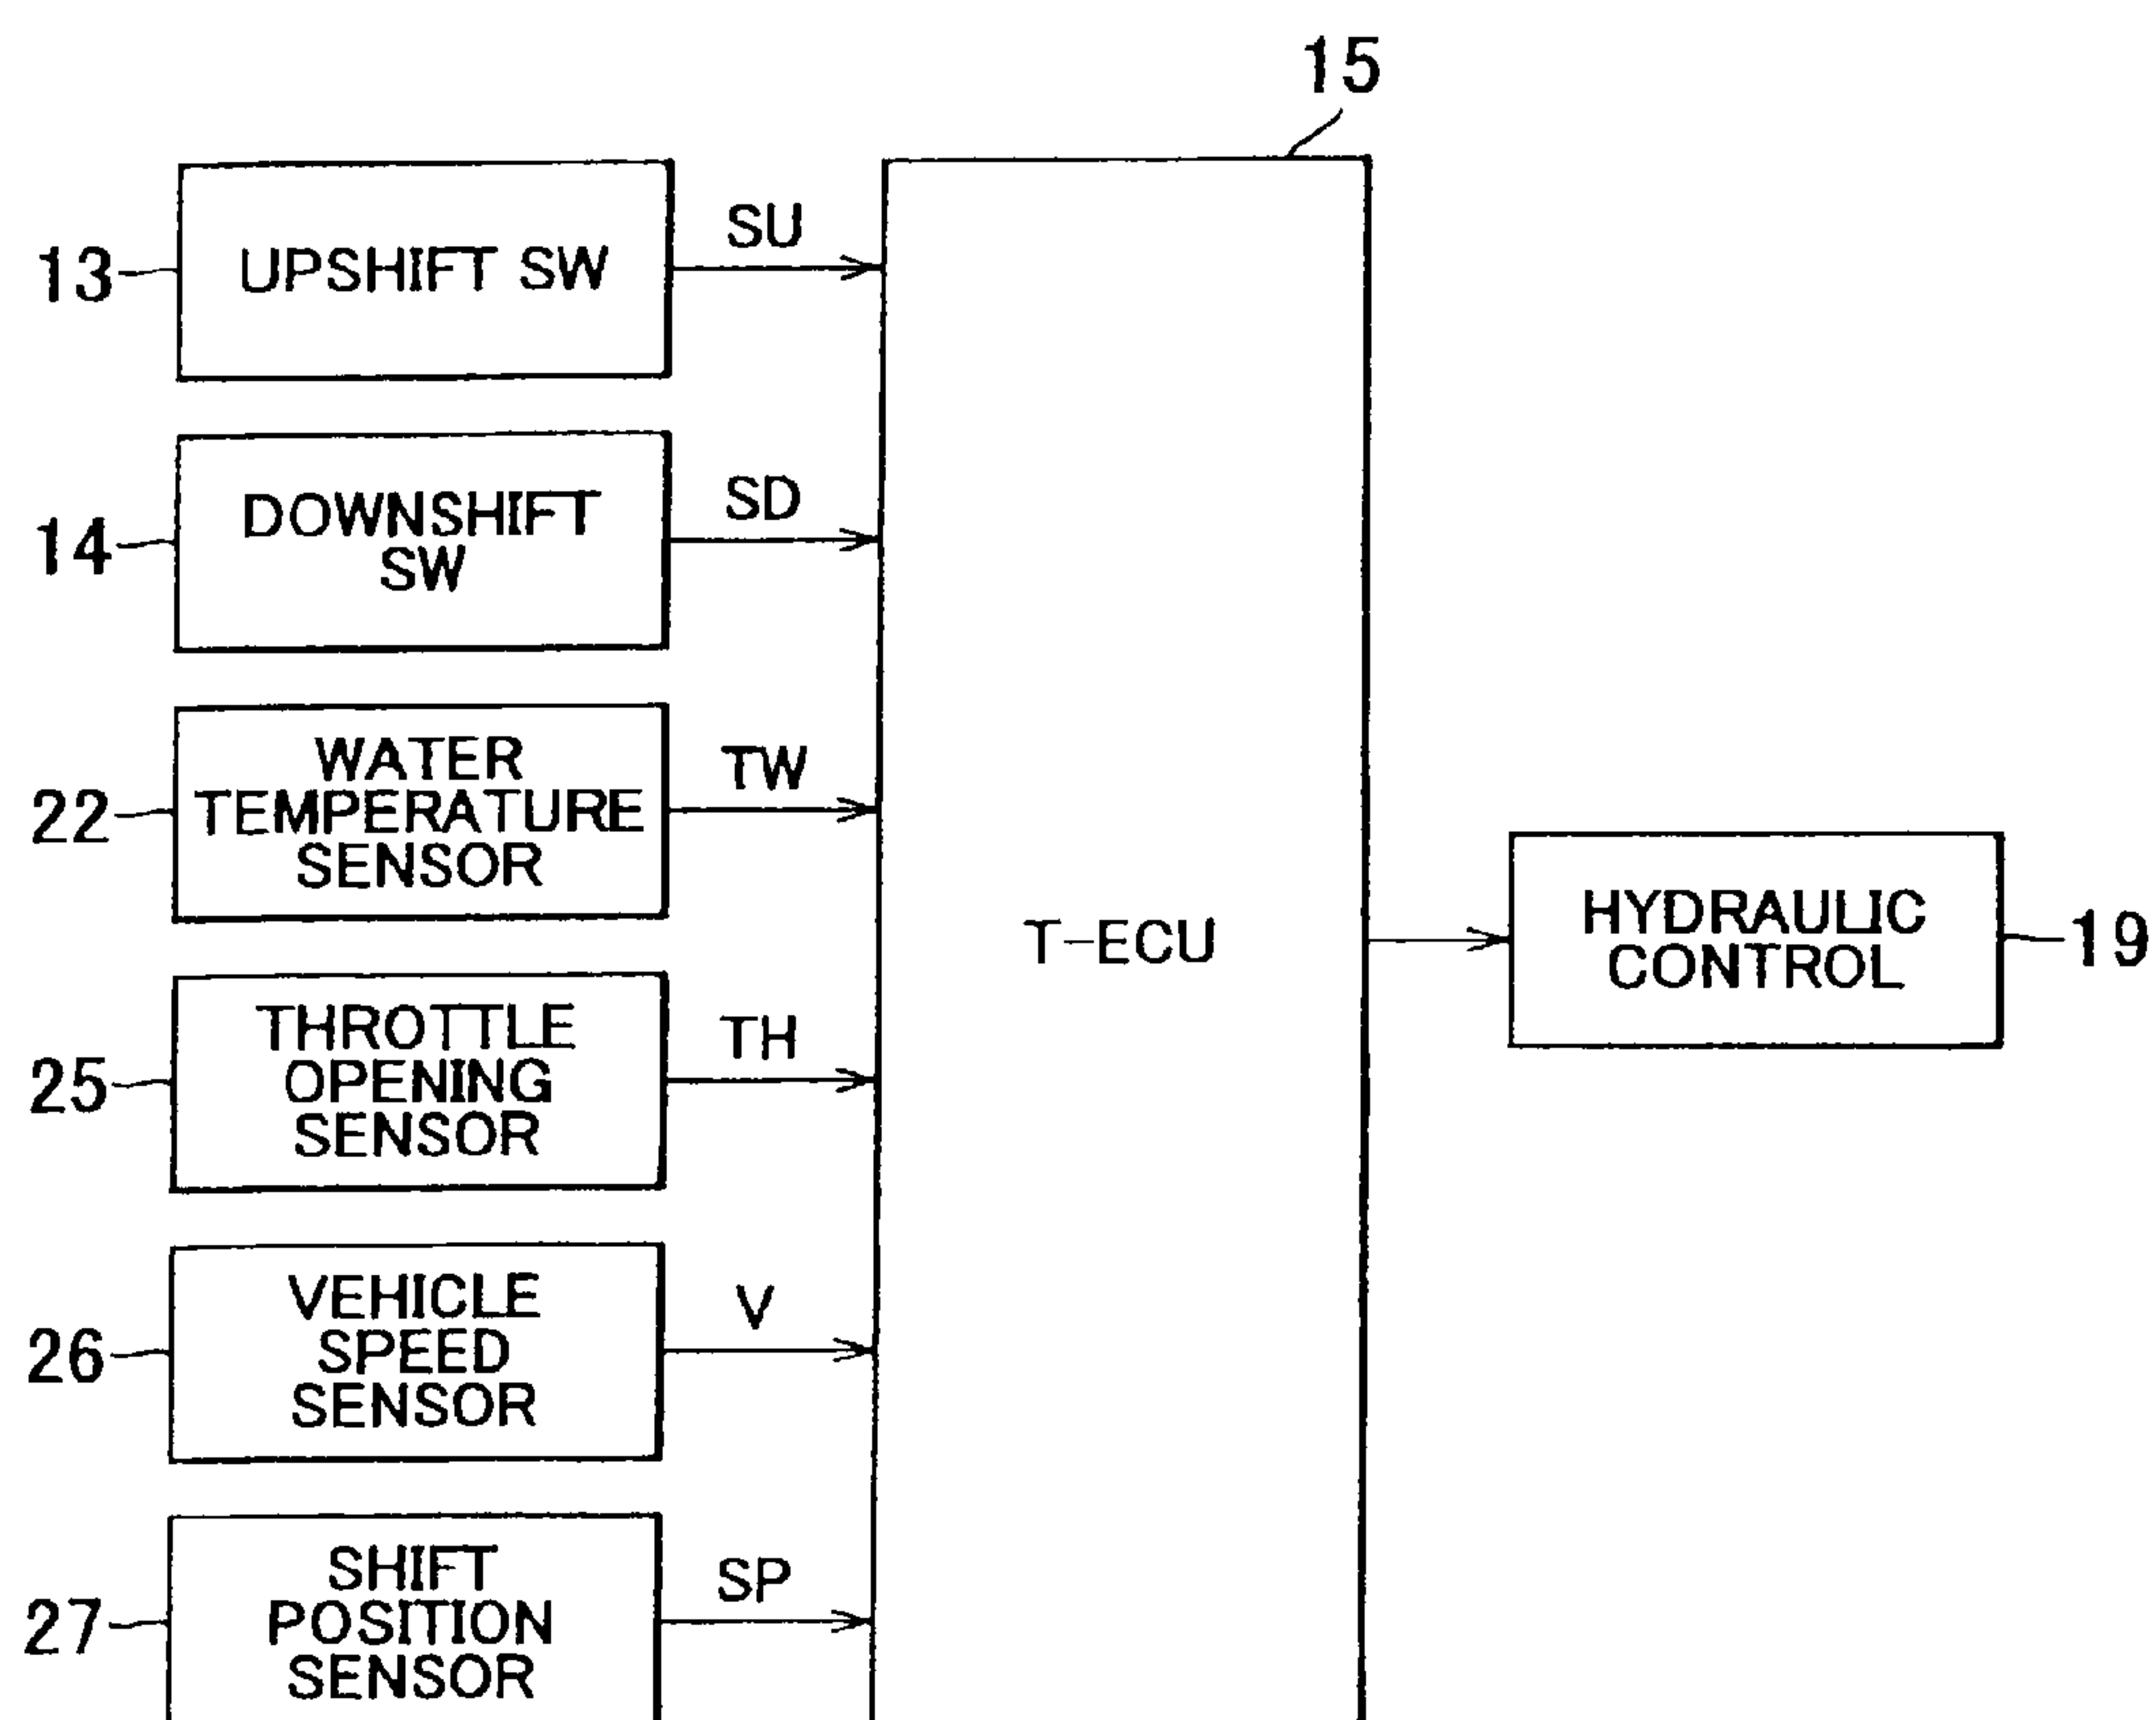 15
SU
13
UPSHIFT SW
SD
14
DOWNSHIFT
SW
TW
22
WATER
TEMPERATURE
SENSOR
T-ECU
HYDRAULIC
CONTROL
19
TH
25
THROTTLE
OPENING
SENSOR
V
26
VEHICLE
SPEED
SENSOR
SP
27
SHIFT
POSITION
SENSOR